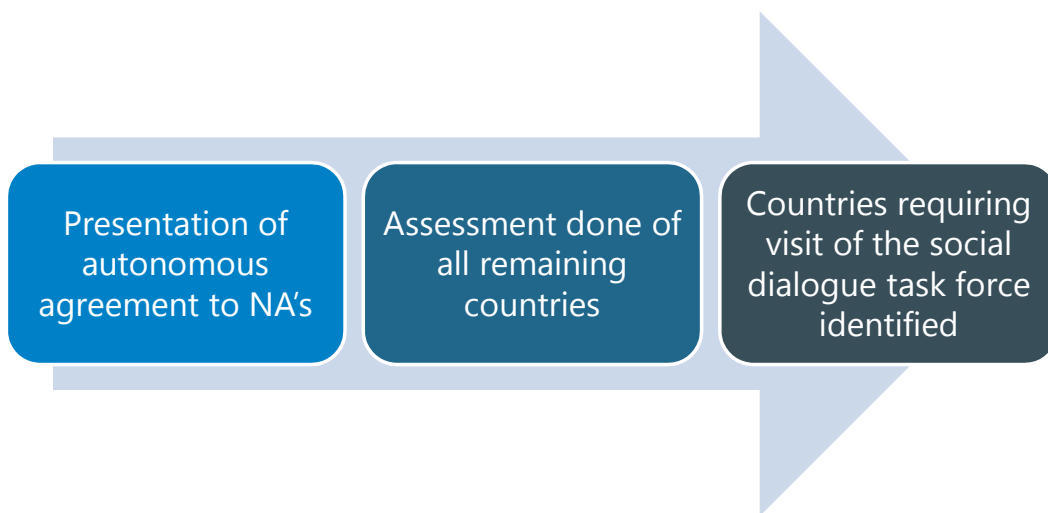 Presentation of
autonomous
agreement to NA’s
Assessment done of
all remaining
countries
Countries requiring
visit of the social
dialogue task force
identified